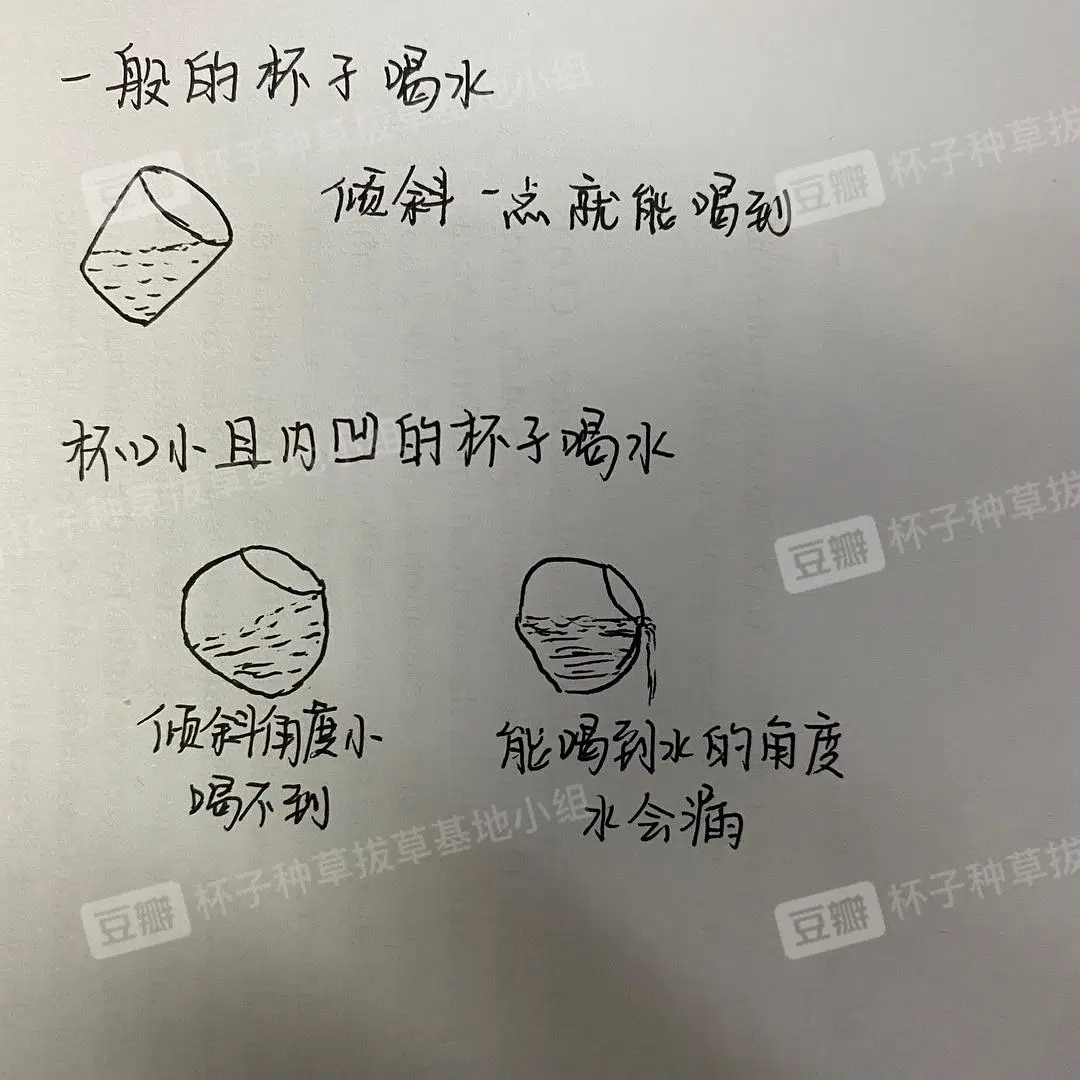 一般的杯子喝水
倾斜一点就能喝到
杯口小且内凹的杯子喝水
倾斜角度小
喝不到
能喝到水的角度
水会漏
豆瓣 杯子种草拔草基地小组
豆瓣 杯子种草拔
杯子种草拔草基地小组
豆瓣 杯子种草拔
豆瓣 杯子种草拔草基地小组
豆瓣 杯子种草拔